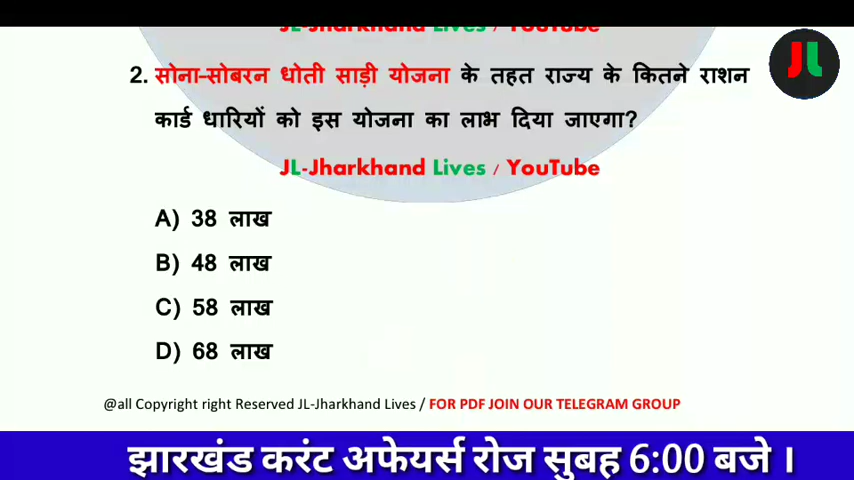 JL-Jharkhand Lives / YouTube
2. सोना-सोबरन धोती साड़ी योजना के तहत राज्य के कितने राशन
कार्ड धारियों को इस योजना का लाभ दिया जाएगा?
JL-Jharkhand Lives / YouTube
A) 38 लाख
B) 48 लाख
C) 58 लाख
D) 68 लाख
@all Copyright right Reserved JL-Jharkhand Lives / FOR PDF JOIN OUR TELEGRAM GROUP
झारखंड करंट अफेयर्स रोज सुबह 6:00 बजे ।
JL